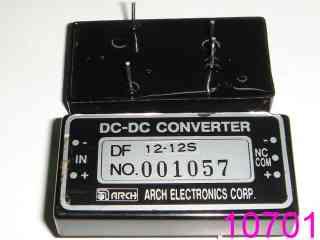 DC-DC CONVERTER
- DF 12-12S -
IN NO. 001057 NC COM
+ +
ARCH ARCH ELECTRONICS CORP.
10701